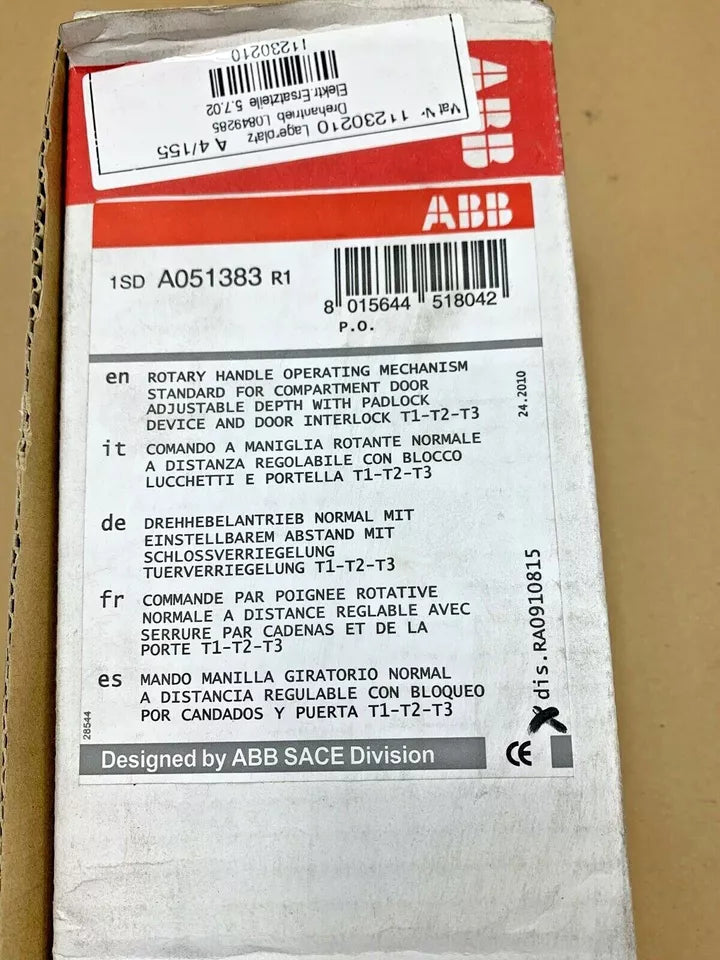 Mat Nr 11230210 Lagerplatz A 4/155
Drehantrieb L0849285
Elektr.Ersatzteile 5.7.02
11230210
ABB
ABB
1SD A051383 R1
8 015644 518042
P.O.
en ROTARY HANDLE OPERATING MECHANISM
STANDARD FOR COMPARTMENT DOOR
ADJUSTABLE DEPTH WITH PADLOCK
DEVICE AND DOOR INTERLOCK T1-T2-T3
24.2010
it COMANDO A MANIGLIA ROTANTE NORMALE
A DISTANZA REGOLABILE CON BLOCCO
LUCCHETTI E PORTELLA T1-T2-T3
de DREHHEBELANTRIEB NORMAL MIT
EINSTELLBAREM ABSTAND MIT
SCHLOSSVERRIEGELUNG
TUERVERRIEGELUNG T1-T2-T3
fr COMMANDE PAR POIGNEE ROTATIVE
NORMALE A DISTANCE REGLABLE AVEC
SERRURE PAR CADENAS ET DE LA
PORTE T1-T2-T3
es MANDO MANILLA GIRATORIO NORMAL
A DISTANCIA REGULABLE CON BLOQUEO
POR CANDADOS Y PUERTA T1-T2-T3
dis.RA0910815
28544
Designed by ABB SACE Division
CE